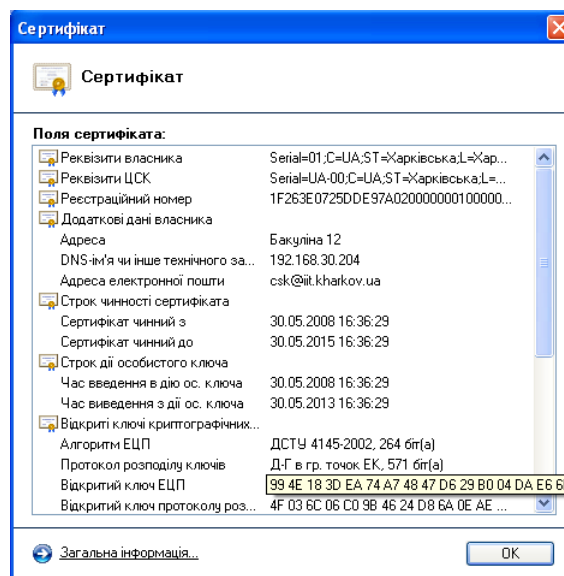 Сертифікат
Сертифікат
Поля сертифіката:
Реквізити власника Serial=01;C=UA;ST=Харківська;L=Хар...
Реквізити ЦСК Serial=UA-00;C=UA;ST=Харківська;L=...
Реєстраційний номер 1F263E0725DDE97A020000000100000...
Додаткові дані власника
Адреса Бакуліна 12
DNS-ім'я чи інше технічного за... 192.168.30.204
Адреса електронної пошти csk@iit.kharkov.ua
Строк чинності сертифіката
Сертифікат чинний з 30.05.2008 16:36:29
Сертифікат чинний до 30.05.2015 16:36:29
Строк дії особистого ключа
Час введення в дію ос. ключа 30.05.2008 16:36:29
Час виведення з дії ос. ключа 30.05.2013 16:36:29
Відкриті ключі криптографічних...
Алгоритм ЕЦП ДСТУ 4145-2002, 264 біт(а)
Протокол розподілу ключів Д-Г в гр. точок ЕК, 571 біт(а)
Відкритий ключ ЕЦП 99 4E 18 3D EA 74 A7 48 47 D6 29 B0 04 DA E6
Відкритий ключ протоколу роз... 4F 03 6C 06 C0 9B 46 24 D8 6A 0E AE ...
Загальна інформація... OK